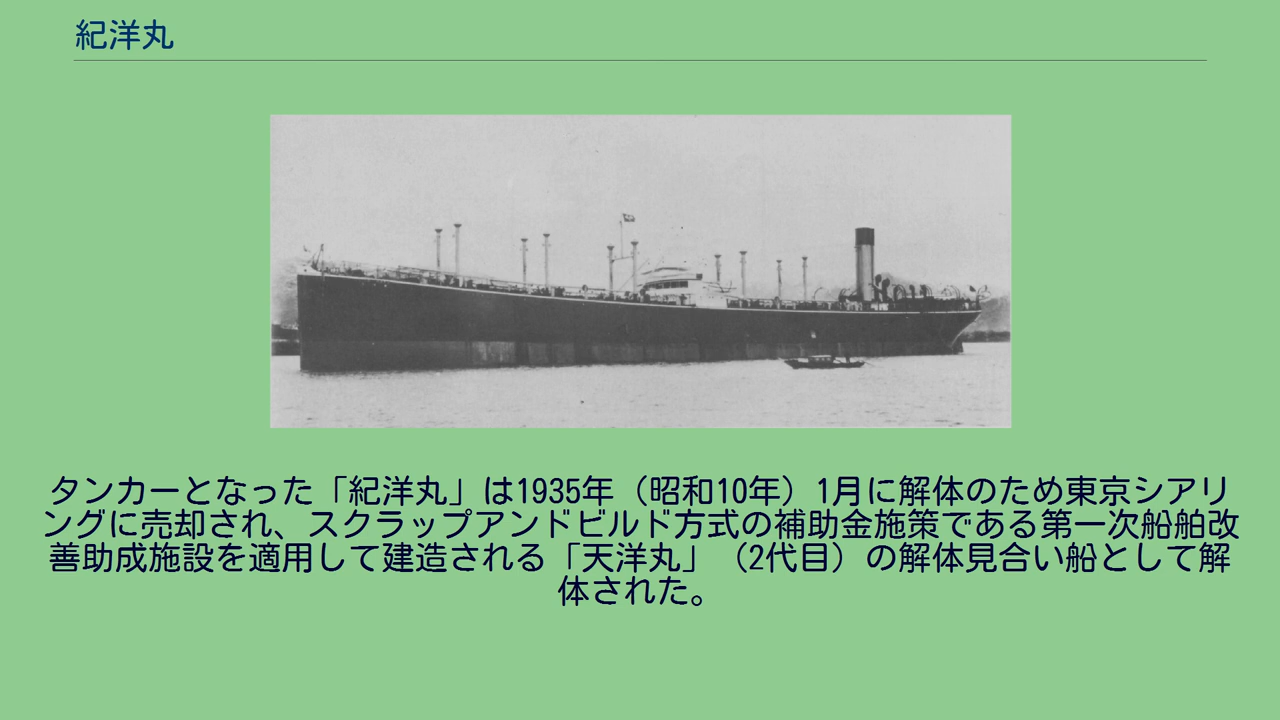 紀洋丸
タンカーとなった「紀洋丸」は1935年（昭和10年）1月に解体のため東京シアリ
ングに売却され、スクラップアンドビルド方式の補助金施策である第一次船舶改
善助成施設を適用して建造される「天洋丸」（2代目）の解体見合い船として解
体された。